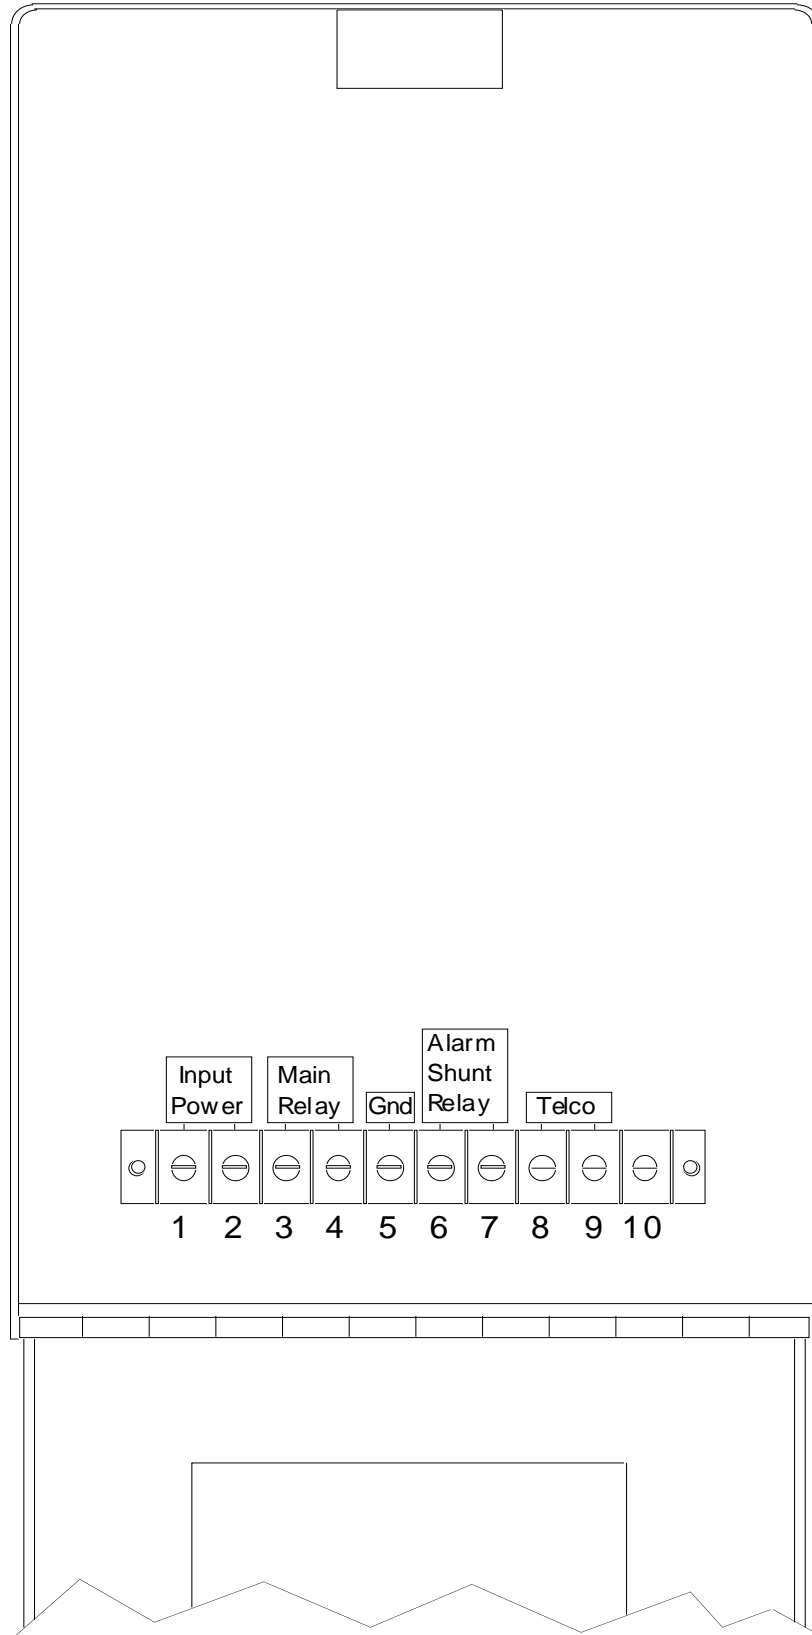 Input
Power
Main
Relay
Gnd
Alarm
Shunt
Relay
Telco
1 2 3 4 5 6 7 8 9 10